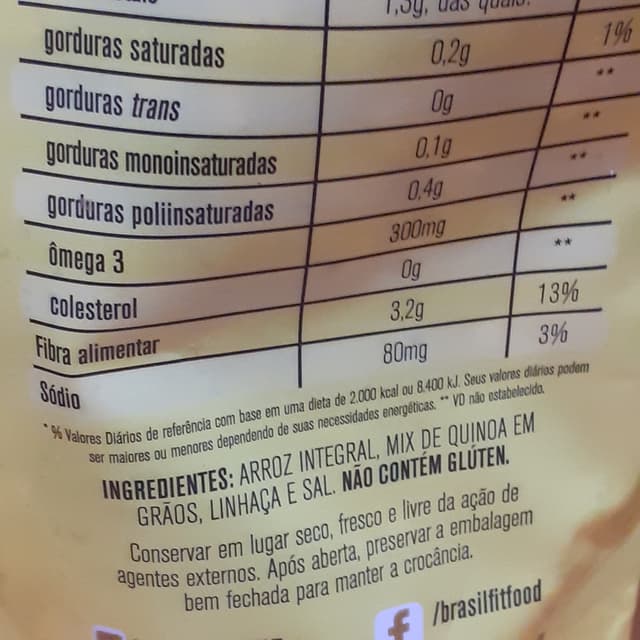 1,3g, das quais:
gorduras saturadas 0,2g 1%
gorduras trans 0g **
gorduras monoinsaturadas 0,1g **
gorduras poliinsaturadas 0,4g **
ômega 3 300mg **
colesterol 0g **
Fibra alimentar 3,2g 13%
Sódio 80mg 3%
* % Valores Diários de referência com base em uma dieta de 2.000 kcal ou 8.400 kJ. Seus valores diários podem
ser maiores ou menores dependendo de suas necessidades energéticas. ** VD não estabelecido.
INGREDIENTES: ARROZ INTEGRAL, MIX DE QUINOA EM
GRÃOS, LINHAÇA E SAL. NÃO CONTÉM GLÚTEN.
Conservar em lugar seco, fresco e livre da ação de
agentes externos. Após aberta, preservar a embalagem
bem fechada para manter a crocância.
f /brasilfitfood